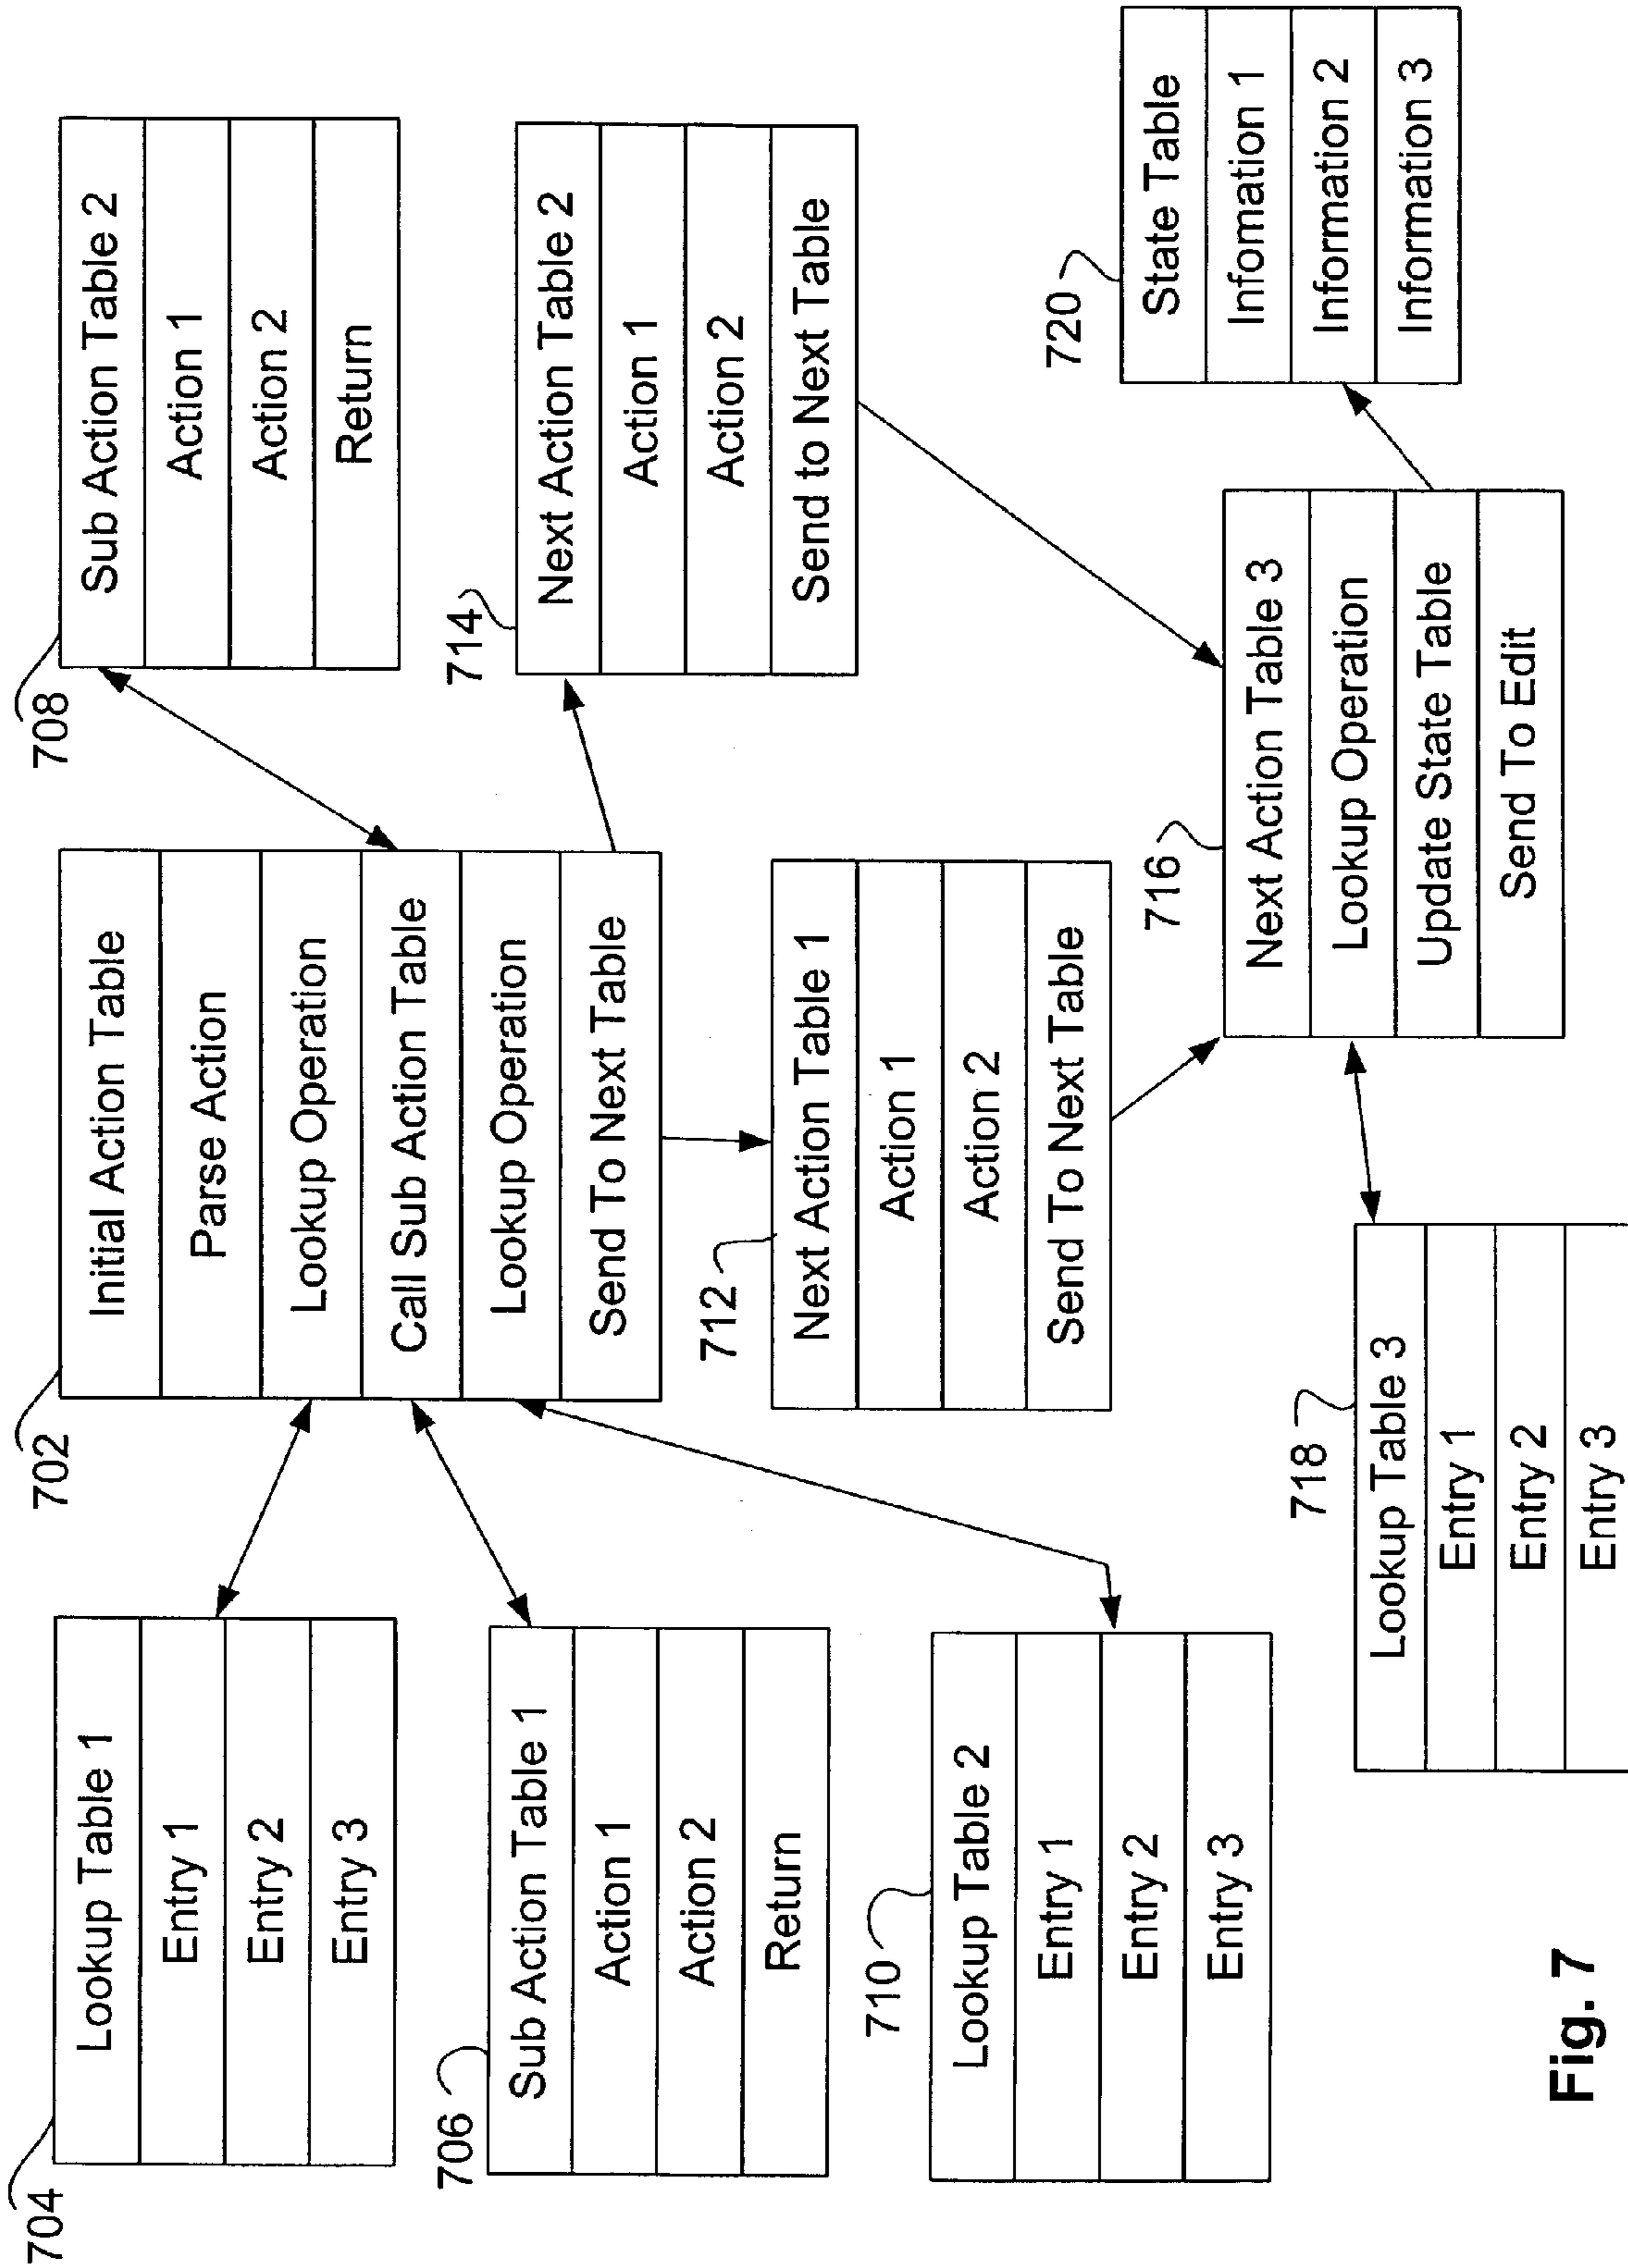 704
Lookup Table 1
Entry 1
Entry 2
Entry 3
706
Sub Action Table 1
Action 1
Action 2
Return
710
Lookup Table 2
Entry 1
Entry 2
Entry 3
702
Initial Action Table
Parse Action
Lookup Operation
Call Sub Action Table
Lookup Operation
Send To Next Table
708
Sub Action Table 2
Action 1
Action 2
Return
714
Next Action Table 2
Action 1
Action 2
Send to Next Table
712
Next Action Table 1
Action 1
Action 2
Send To Next Table
716
Next Action Table 3
Lookup Operation
Update State Table
Send To Edit
718
Lookup Table 3
Entry 1
Entry 2
Entry 3
720
State Table
Infomation 1
Information 2
Information 3
Fig. 7